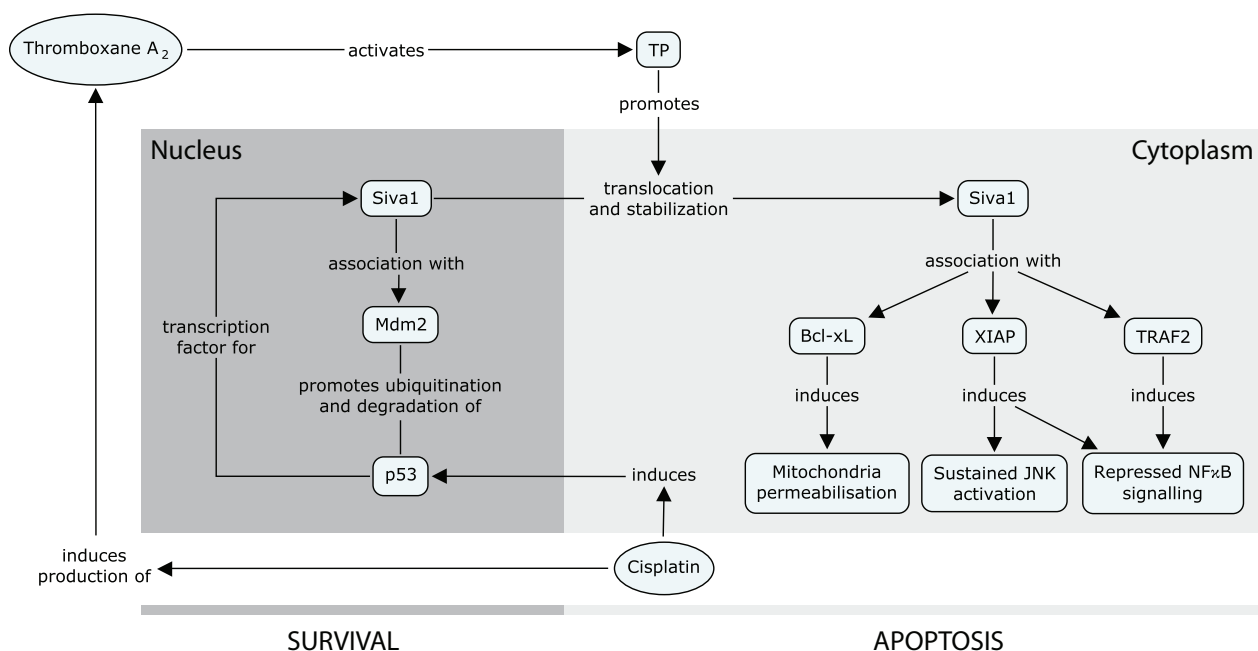 Thromboxane A2
activates
TP
promotes
Nucleus
Cytoplasm
Siva1
translocation
and stabilization
Siva1
association with
association with
Mdm2
transcription
factor for
Bcl-xL
XIAP
TRAF2
promotes ubiquitination
and degradation of
induces
induces
induces
p53
induces
Mitochondria
permeabilisation
Sustained JNK
activation
Repressed NFϰB
signalling
induces
production of
Cisplatin
SURVIVAL
APOPTOSIS